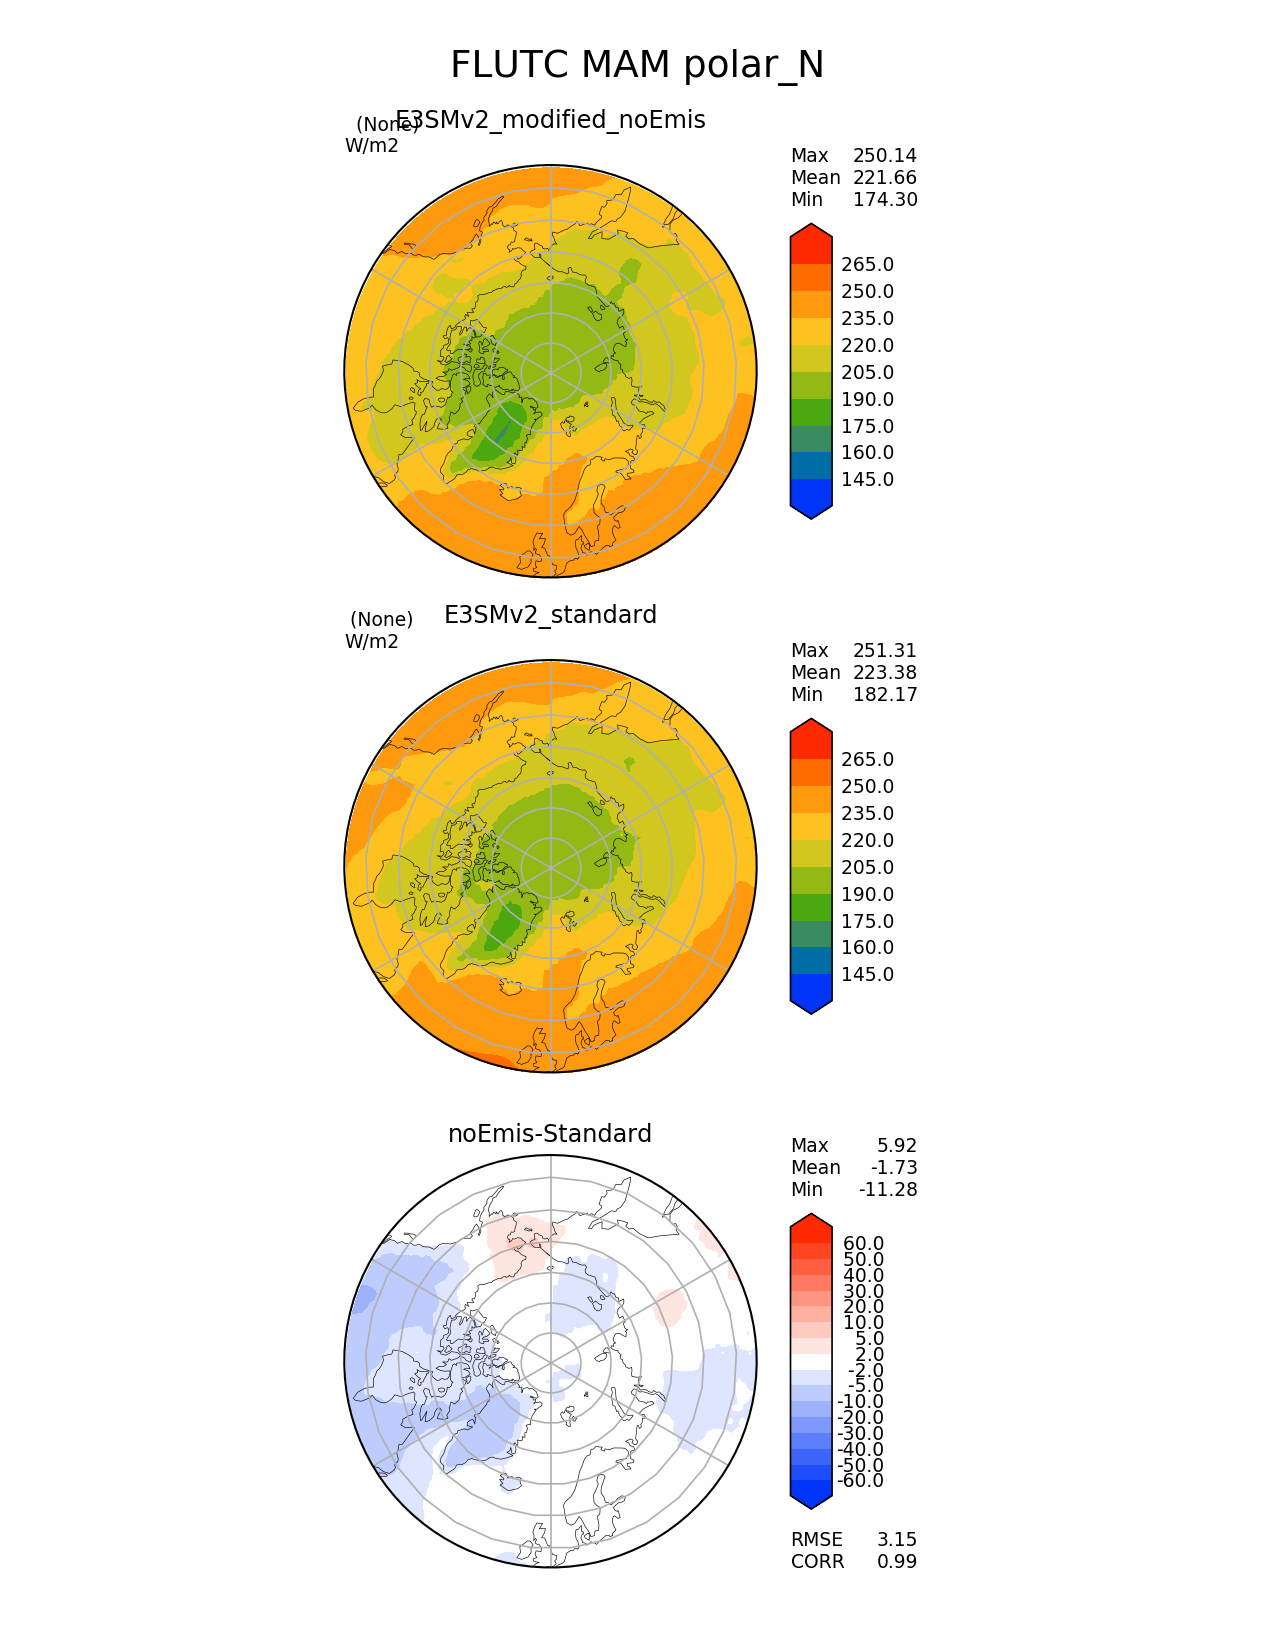 FLUTC MAM polar_N
(None)
E3SMv2_modified_noEmis
W/m2
Max 250.14
Mean 221.66
Min 174.30
265.0
250.0
235.0
220.0
205.0
190.0
175.0
160.0
145.0
(None)
E3SMv2_standard
W/m2
Max 251.31
Mean 223.38
Min 182.17
265.0
250.0
235.0
220.0
205.0
190.0
175.0
160.0
145.0
noEmis-Standard
Max 5.92
Mean -1.73
Min -11.28
60.0
50.0
40.0
30.0
20.0
10.0
5.0
2.0
-2.0
-5.0
-10.0
-20.0
-30.0
-40.0
-50.0
-60.0
RMSE 3.15
CORR 0.99